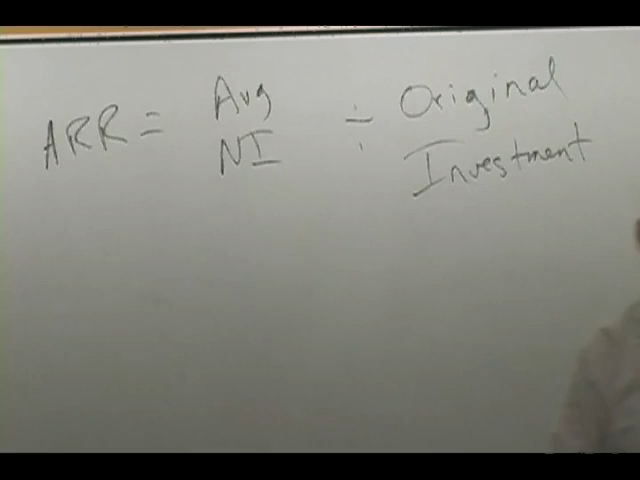 ARR = Avg NI ÷ Original Investment